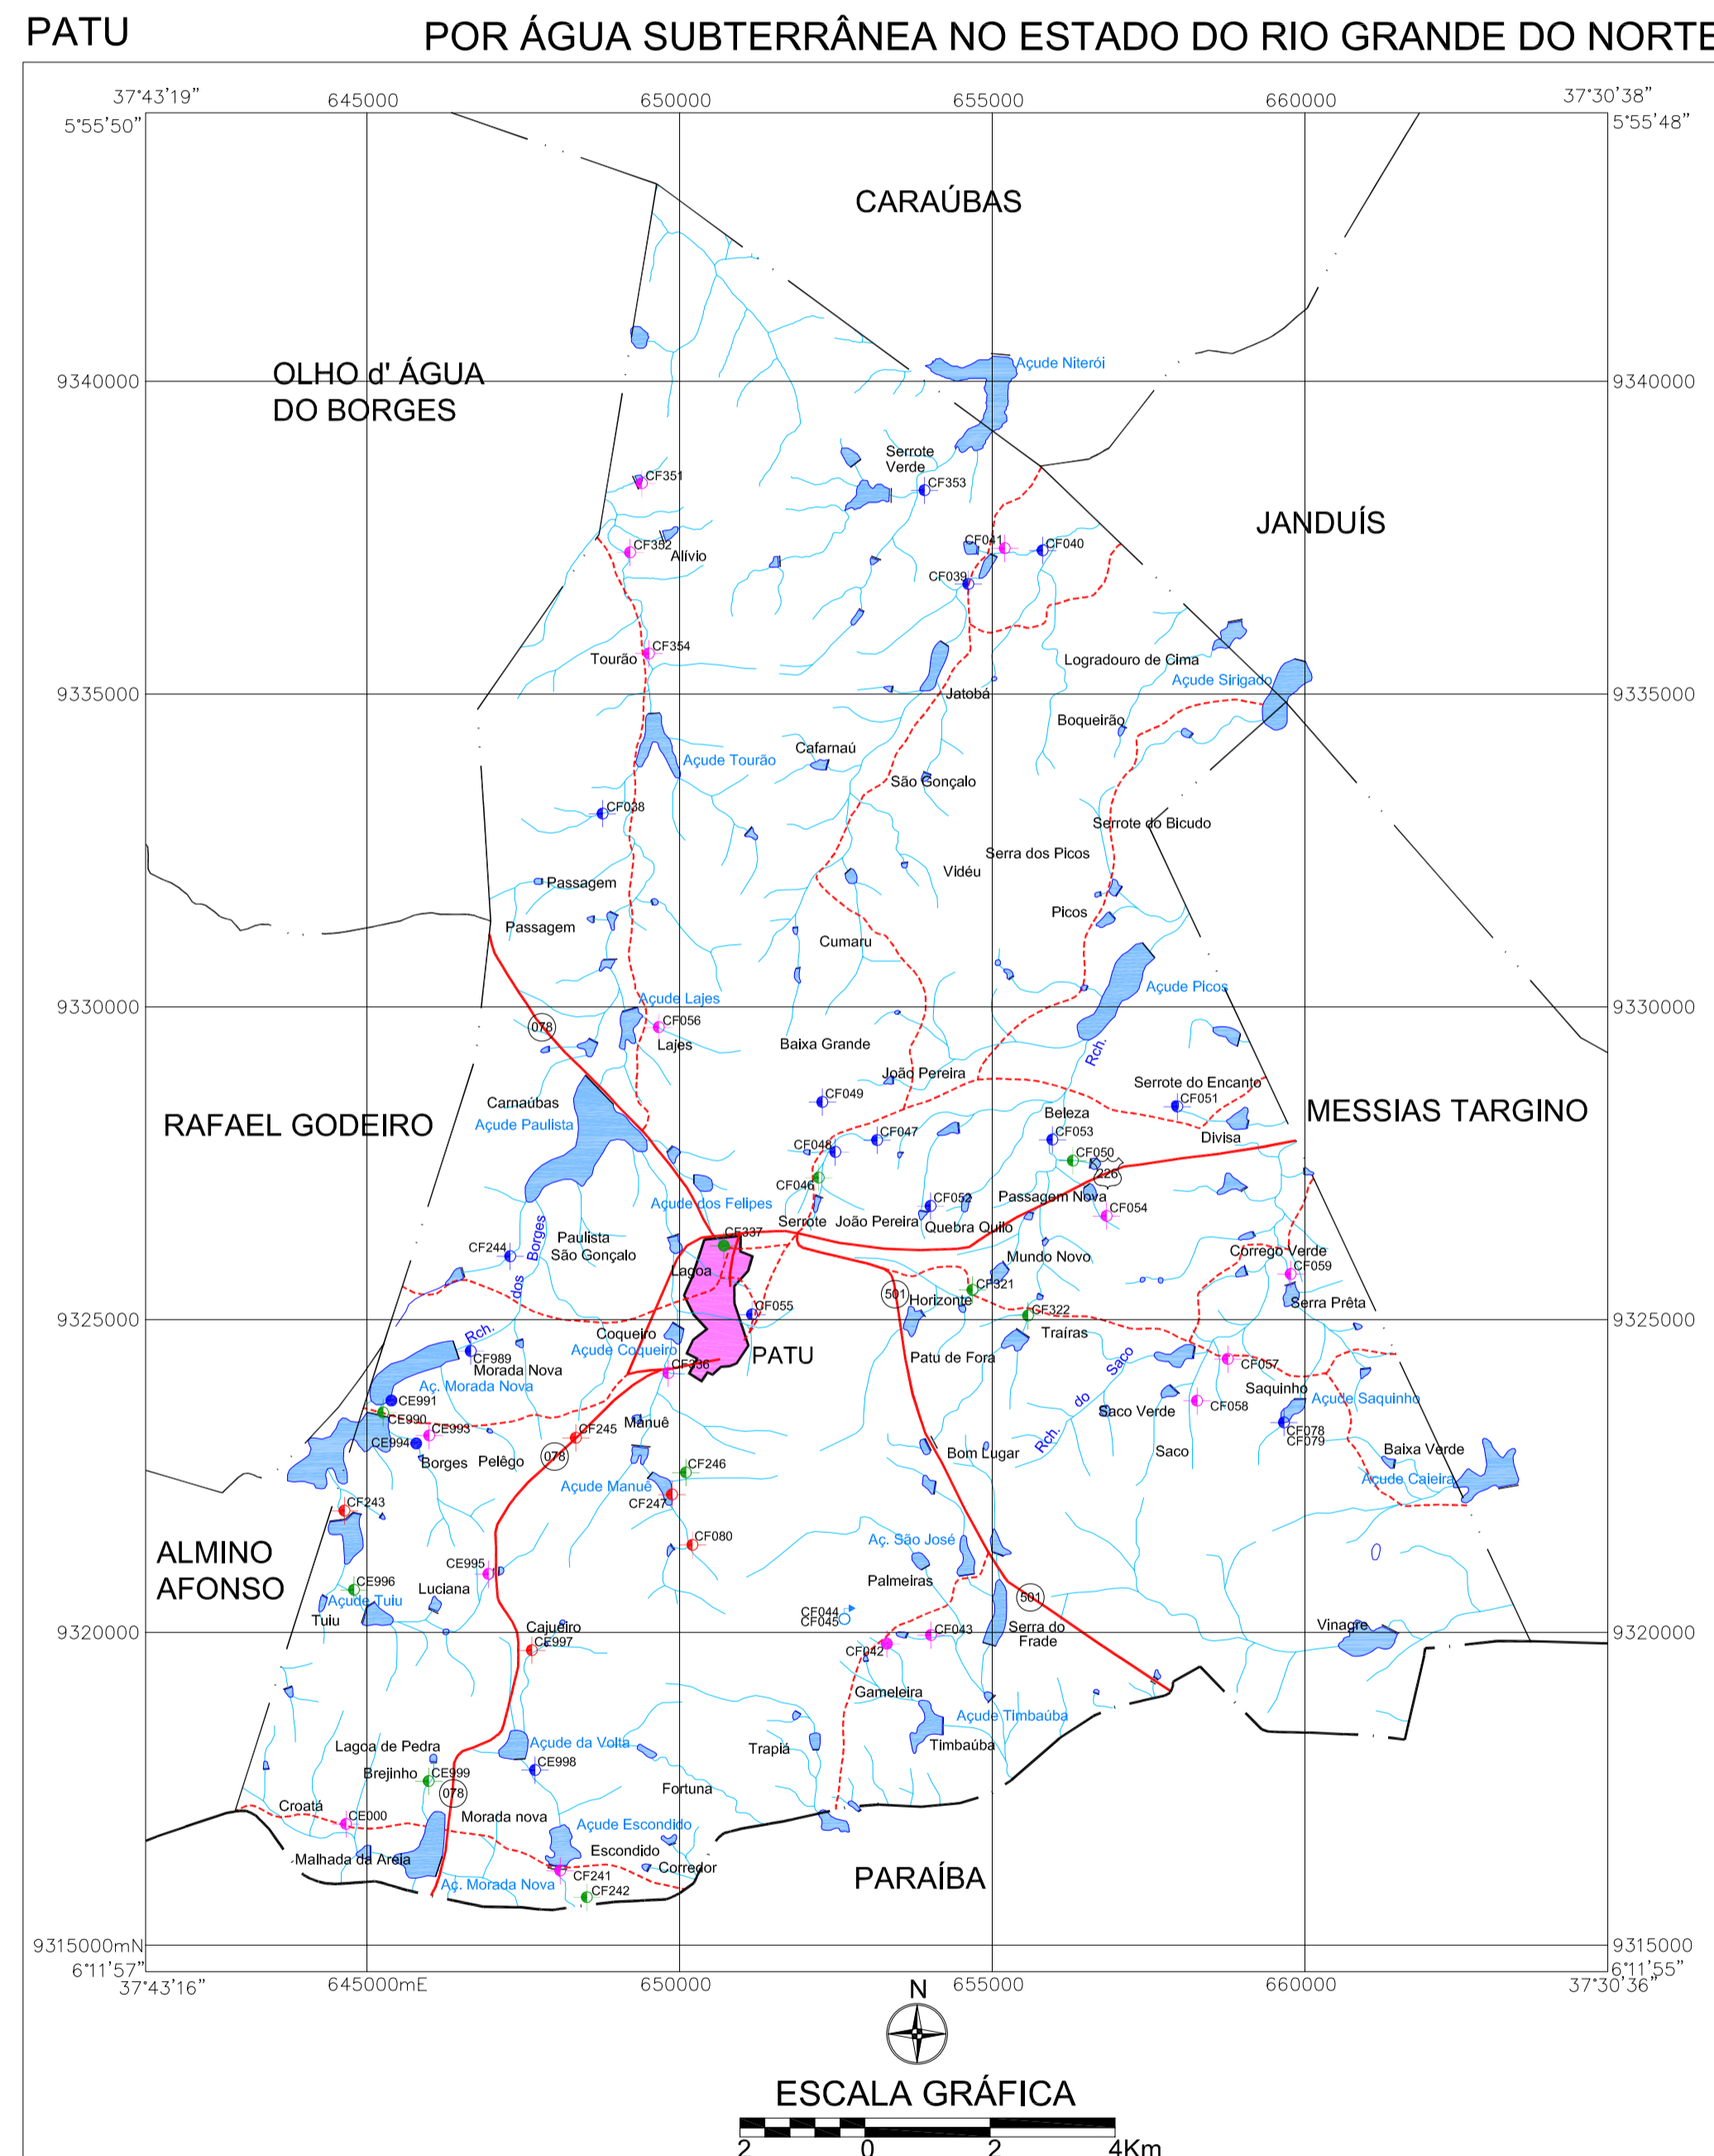 PATU
POR ÁGUA SUBTERRÂNEA NO ESTADO DO RIO GRANDE DO NORTE
37°43'19"
645000
650000
655000
660000
37°30'38"
5°55'50"
5°55'48"
CARAÚBAS
OLHO d' ÁGUA
DO BORGES
Açude Niterói
9340000
9340000
Serrote
Verde
CF351
CF353
JANDUÍS
CF352
Alívio
CF041
CF040
CF039
CF354
Tourão
Logradouro de Cima
Açude Sirigado
9335000
9335000
Jatobá
Boqueirão
Cafarnaú
Açude Tourão
São Gonçalo
CF038
Serrote do Bicudo
Serra dos Picos
Vidéu
Passagem
Picos
Passagem
Cumaru
Açude Picos
Açude Lajes
9330000
9330000
078
CF056
Lajes
Baixa Grande
Rch.
João Pereira
Serrote do Encanto
Carnaúbas
CF049
CF051
Beleza
RAFAEL GODEIRO
MESSIAS TARGINO
Açude Paulista
CF047
CF053
Divisa
CF048
CF050
226
CF046
Passagem Nova
Açude dos Felipes
CF052
CF054
Serrote
João Pereira
Quebra Quilo
Paulista
São Gonçalo
CF337
CF244
Borges
dos
Mundo Novo
Corrego Verde
CF059
Lagoa
CF321
501
Horizonte
Serra Prêta
CF055
CF322
9325000
9325000
Rch.
Coqueiro
Traíras
Açude Coqueiro
PATU
CF989
Morada Nova
Patu de Fora
Saco
CF057
CF336
Aç. Morada Nova
do
Saquinho
Açude Saquinho
CE991
CF058
CE990
Saco Verde
Manuê
CF245
CE993
CF078
CF079
CE994
Rch.
Bom Lugar
Saco
Baixa Verde
Borges
Pelêgo
078
CF246
Açude Caieira
Açude Manuê
CF247
CF243
CF080
Aç. São José
ALMINO
AFONSO
CE995
Palmeiras
CE996
Luciana
Açude Tuiu
501
Tuiu
CF044
CF045
Cajueiro
Serra do
Frade
Vinagre
9320000
9320000
CE997
CF043
CF042
Gameleira
Açude Timbaúba
Lagoa de Pedra
Açude da Volta
Trapiá
Timbaúba
Brejinho
CE999
CE998
078
Fortuna
Croatá
CE000
Morada nova
Açude Escondido
Malhada da Areia
Escondido
Corredor
CF241
Aç. Morada Nova
CF242
PARAÍBA
9315000mN
9315000
6°11'57"
6°11'55"
37°43'16"
645000mE
650000
655000
660000
37°30'36"
N
ESCALA GRÁFICA
2
0
2
4Km